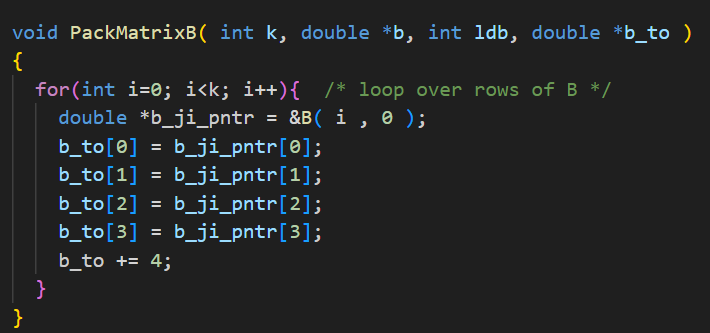 void PackMatrixB( int k, double *b, int ldb, double *b_to )
{
  for(int i=0; i<k; i++){  /* loop over rows of B */
    double *b_ji_pntr = &B( i , 0 );
    b_to[0] = b_ji_pntr[0];
    b_to[1] = b_ji_pntr[1];
    b_to[2] = b_ji_pntr[2];
    b_to[3] = b_ji_pntr[3];
    b_to += 4;
  }
}